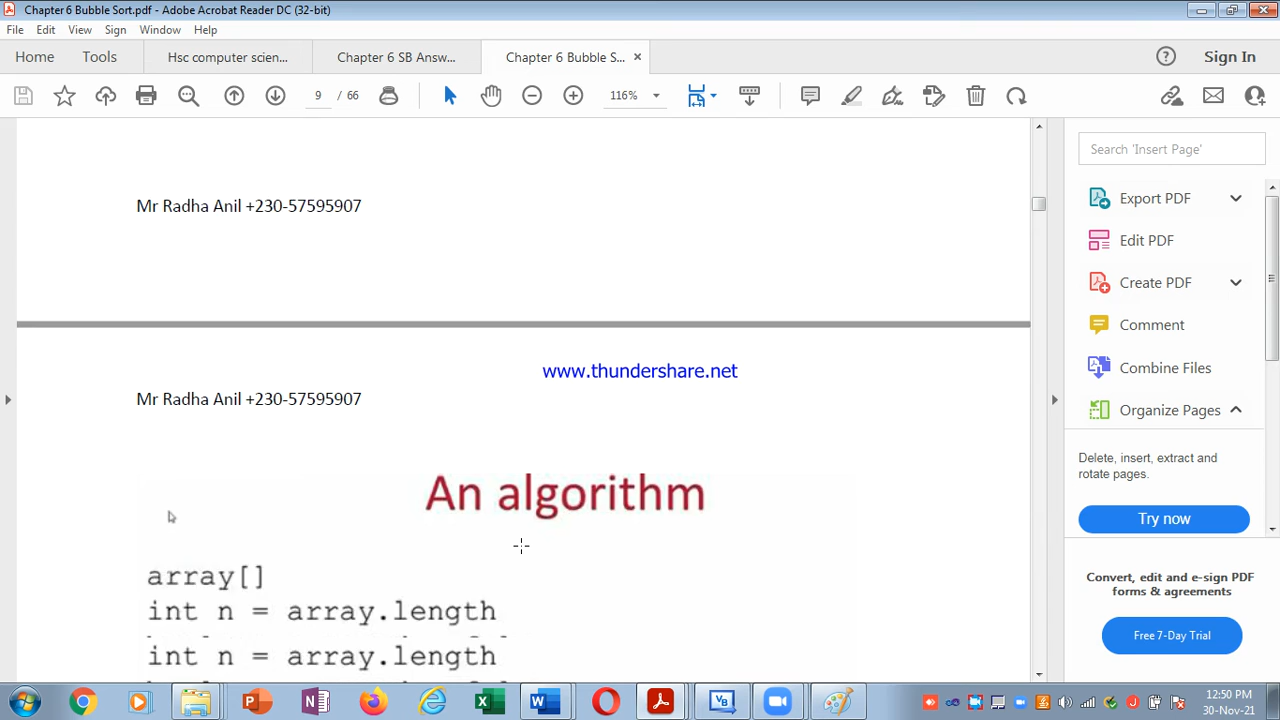 Chapter 6 Bubble Sort.pdf - Adobe Acrobat Reader DC (32-bit)
File Edit View Sign Window Help
Home Tools Hsc computer scien... Chapter 6 SB Answ... Chapter 6 Bubble S... Sign In
9 / 66 116%
Mr Radha Anil +230-57595907
www.thundershare.net
Mr Radha Anil +230-57595907
An algorithm
array[]
int n = array.length
int n = array.length
Search 'Insert Page'
Export PDF
Edit PDF
Create PDF
Comment
Combine Files
Organize Pages
Delete, insert, extract and
rotate pages.
Try now
Convert, edit and e-sign PDF
forms & agreements
Free 7-Day Trial
12:50 PM
30-Nov-21